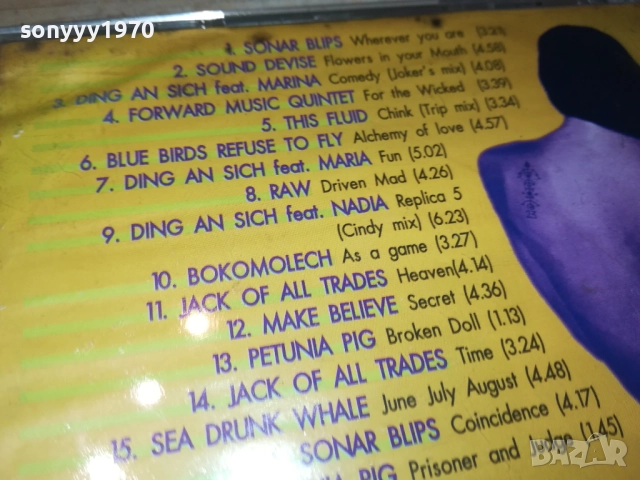 sonyyy1970
1. SONAR BLIPS Wherever you are (3:21)
2. SOUND DEVISE Flowers in your Mouth (4.58)
3. DING AN SICH feat. MARINA Comedy (Joker's mix) (4.08)
4. FORWARD MUSIC QUINTET For the Wicked (3.39)
5. THIS FLUID Chink (Trip mix) (3.34)
6. BLUE BIRDS REFUSE TO FLY Alchemy of love (4.57)
7. DING AN SICH feat. MARIA Fun (5.02)
8. RAW Driven Mad (4.26)
9. DING AN SICH feat. NADIA Replica 5
(Cindy mix) (6.23)
10. BOKOMOLECH As a game (3.27)
11. JACK OF ALL TRADES Heaven(4.14)
12. MAKE BELIEVE Secret (4.36)
13. PETUNIA PIG Broken Doll (1.13)
14. JACK OF ALL TRADES Time (3.24)
15. SEA DRUNK WHALE June July August (4.48)
SONAR BLIPS Coincidence (4.17)
PIG Prisoner and Judge (1.45)
BAZAR